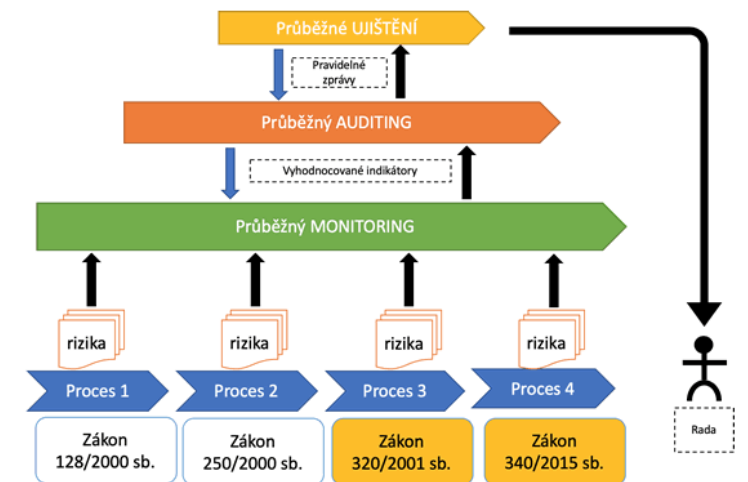 Průběžné UJIŠTĚNÍ
Pravidelné
zprávy
Průběžný AUDITING
Vyhodnocované indikátory
Průběžný MONITORING
rizika
rizika
rizika
rizika
Proces 1
Proces 2
Proces 3
Proces 4
Zákon
128/2000 sb.
Zákon
250/2000 sb.
Zákon
320/2001 sb.
Zákon
340/2015 sb.
Rada